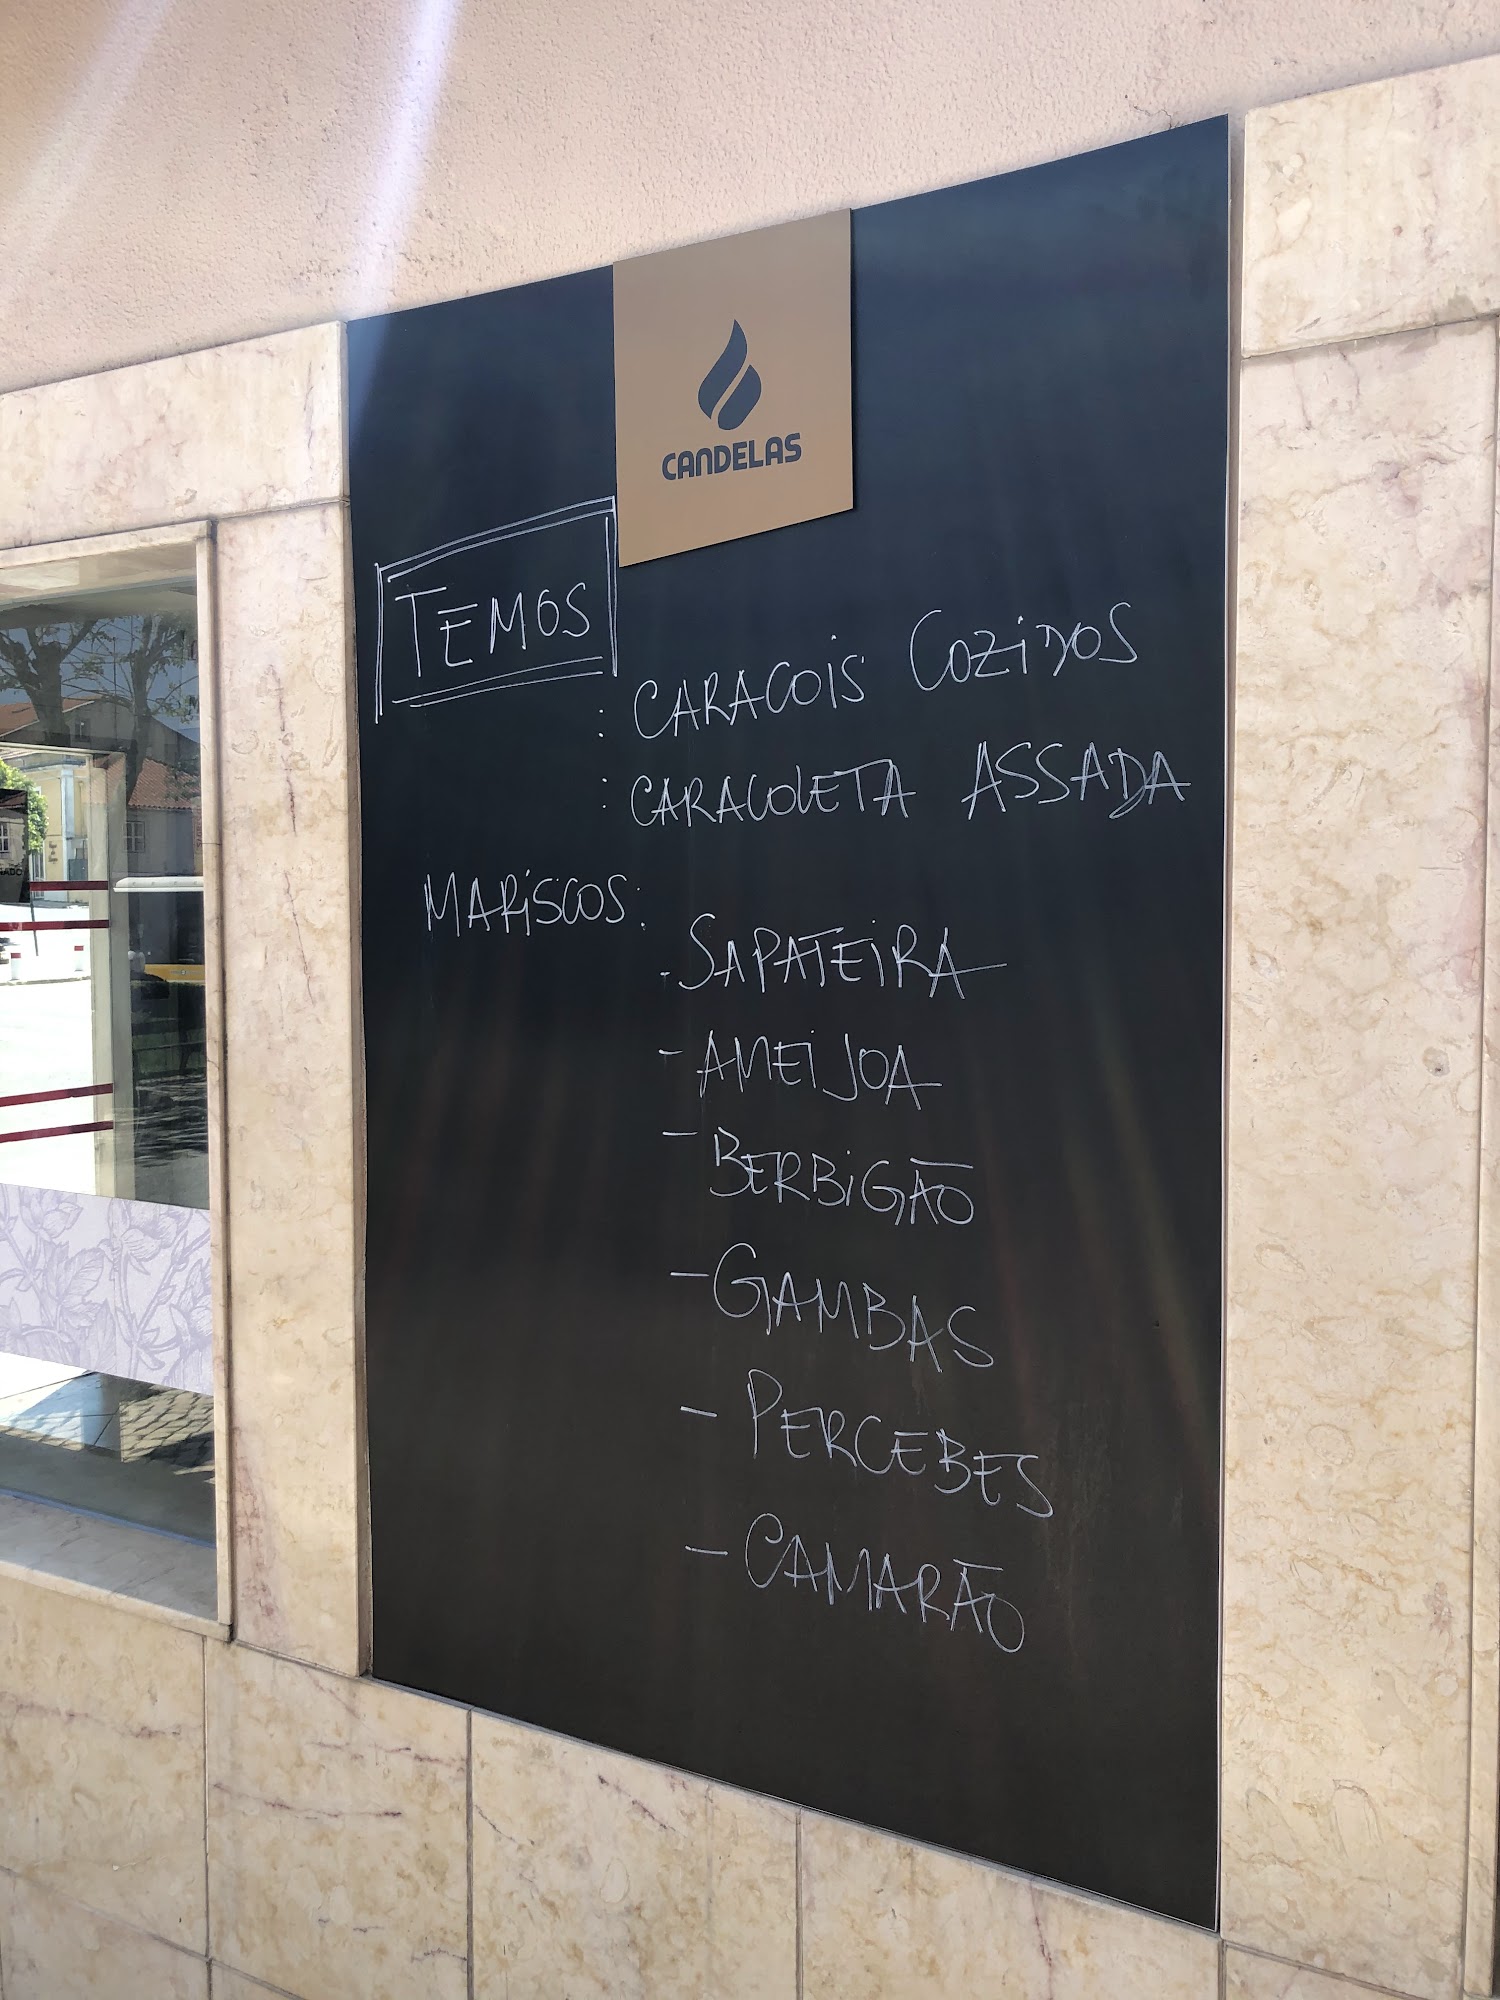 CANDELAS
TEMOS
: CARACOIS COZIDOS
: CARACOLETA ASSADA
MARISCOS:
- SAPATEIRA
- AMEIJOA
- BERBIGÃO
- GAMBAS
- PERCEBES
- CAMARÃO